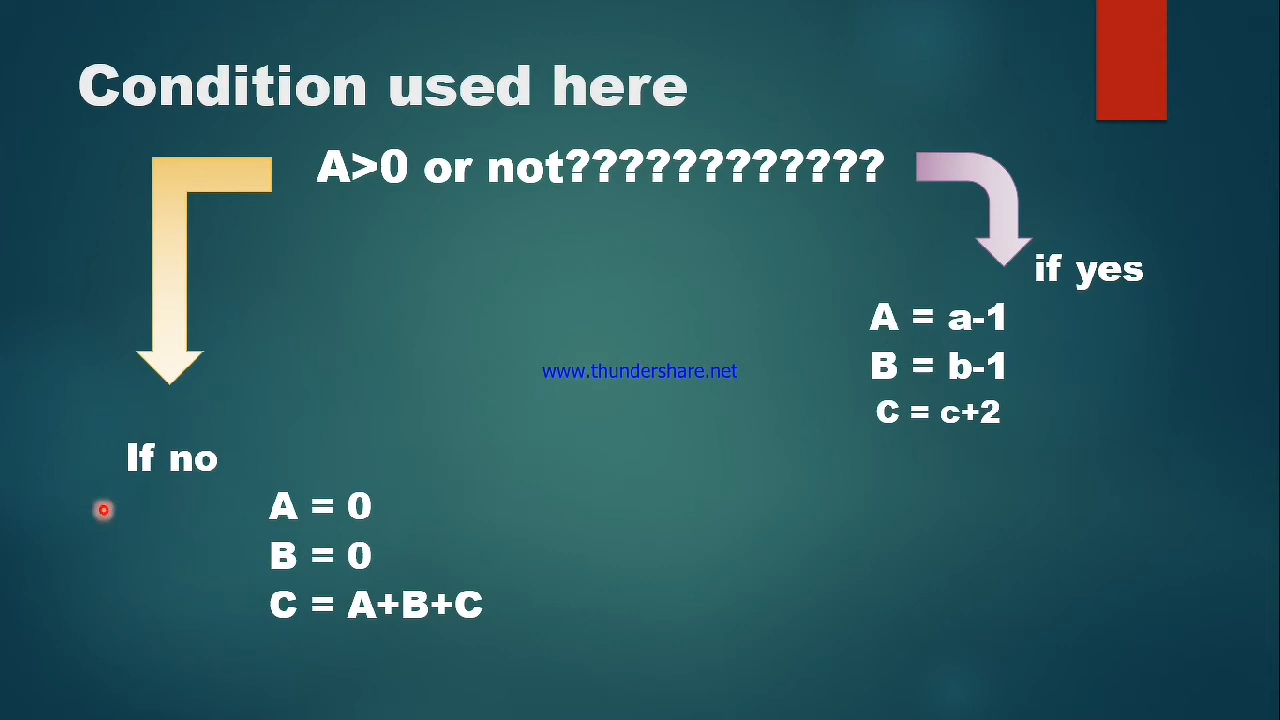 Condition used here
A>0 or not????????????
if yes
A = a-1
B = b-1
C = c+2
www.thundershare.net
If no
A = 0
B = 0
C = A+B+C